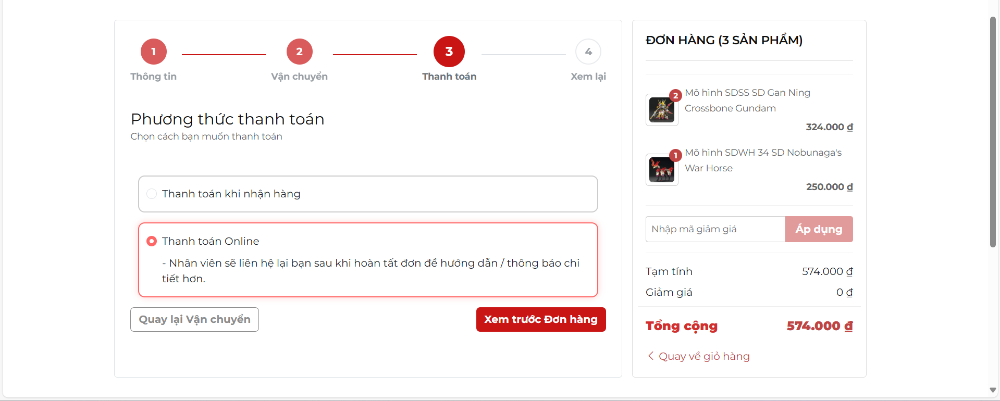 1
2
3
4
Thông tin
Vận chuyển
Thanh toán
Xem lại
Phương thức thanh toán
Chọn cách bạn muốn thanh toán
Thanh toán khi nhận hàng
Thanh toán Online
- Nhân viên sẽ liên hệ lại bạn sau khi hoàn tất đơn để hướng dẫn / thông báo chi
tiết hơn.
Quay lại Vận chuyển
Xem trước Đơn hàng
ĐƠN HÀNG (3 SẢN PHẨM)
2
Mô hình SDSS SD Gan Ning
Crossbone Gundam
324.000 ₫
1
Mô hình SDWH 34 SD Nobunaga's
War Horse
250.000 ₫
Nhập mã giảm giá
Áp dụng
Tạm tính
574.000 ₫
Giảm giá
0 ₫
Tổng cộng
574.000 ₫
Quay về giỏ hàng